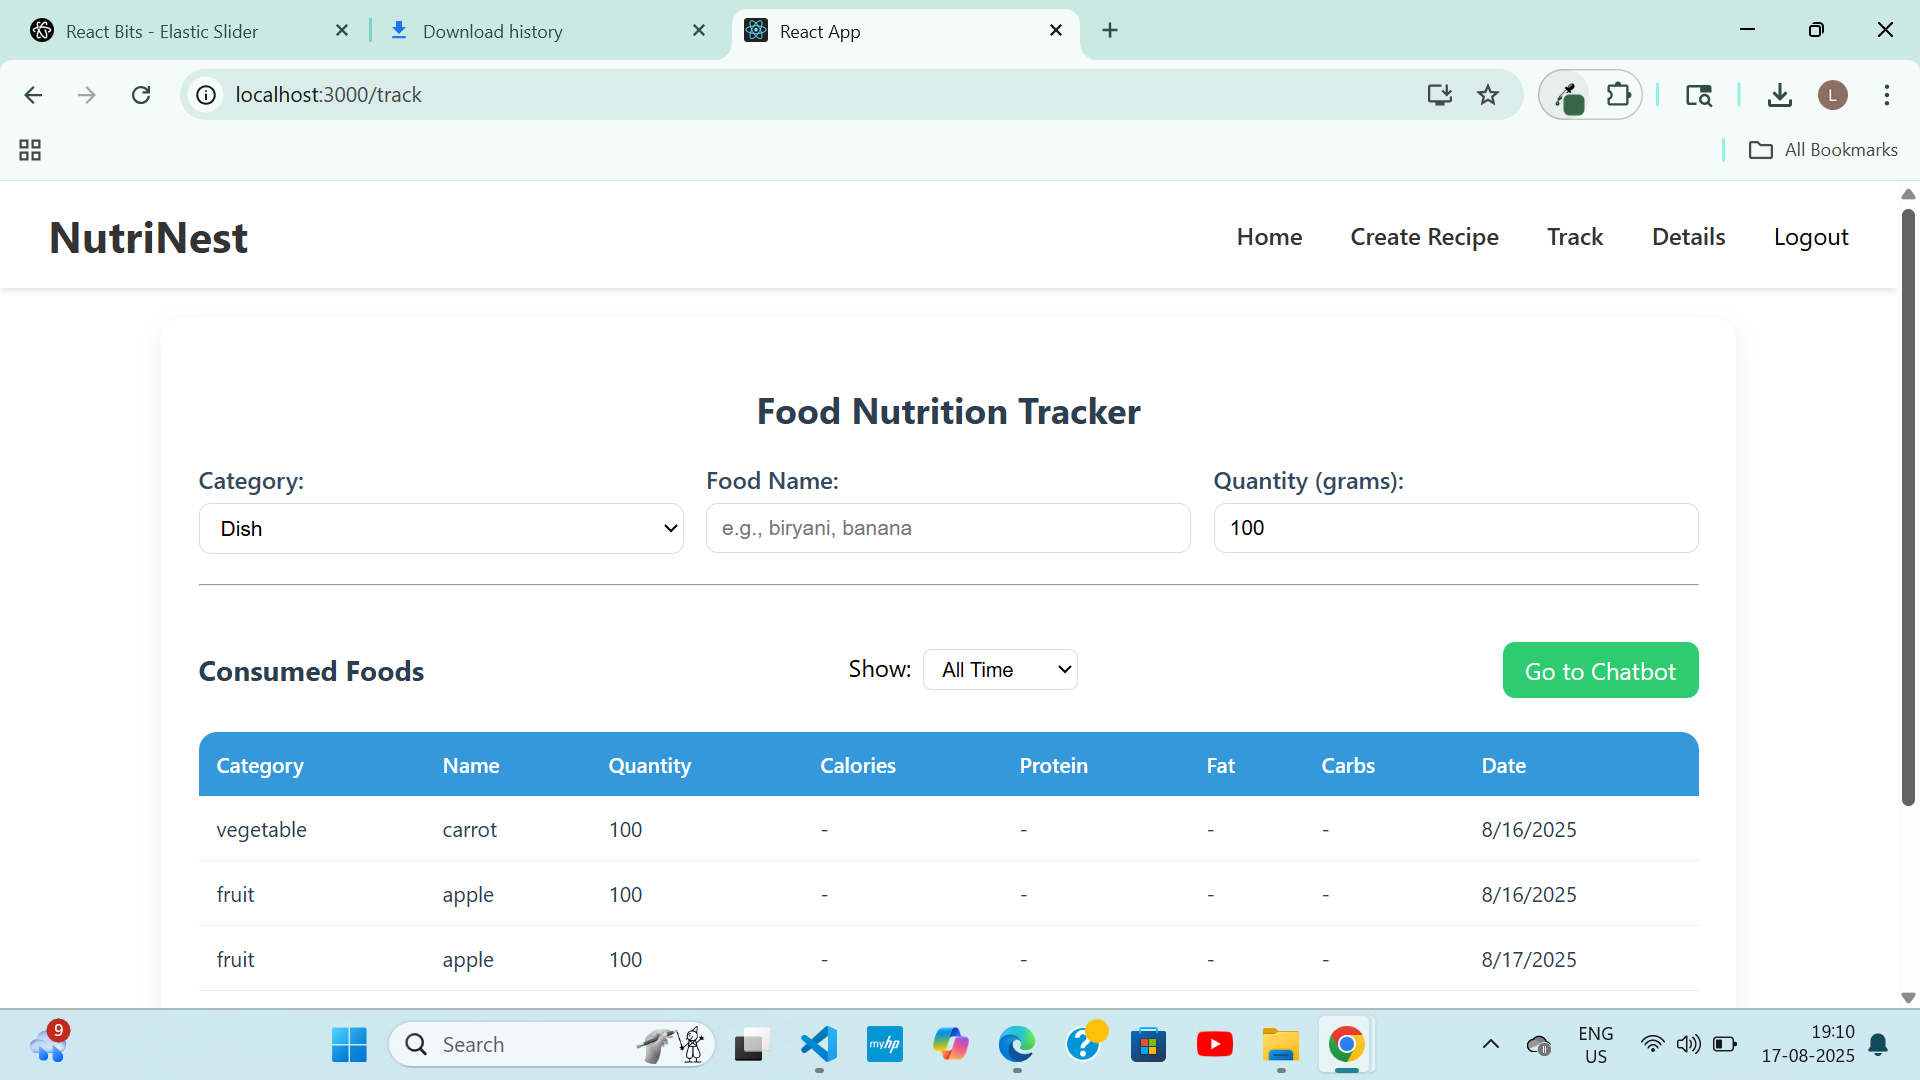 React Bits - Elastic Slider
Download history
React App
localhost:3000/track
L
All Bookmarks
NutriNest
Home Create Recipe Track Details Logout
Food Nutrition Tracker
Category: Food Name: Quantity (grams):
Dish e.g., biryani, banana 100
Consumed Foods Show: All Time Go to Chatbot
Category Name Quantity Calories Protein Fat Carbs Date
vegetable carrot 100 - - - - 8/16/2025
fruit apple 100 - - - - 8/16/2025
fruit apple 100 - - - - 8/17/2025
9
Search
myhp
ENG
US
19:10
17-08-2025